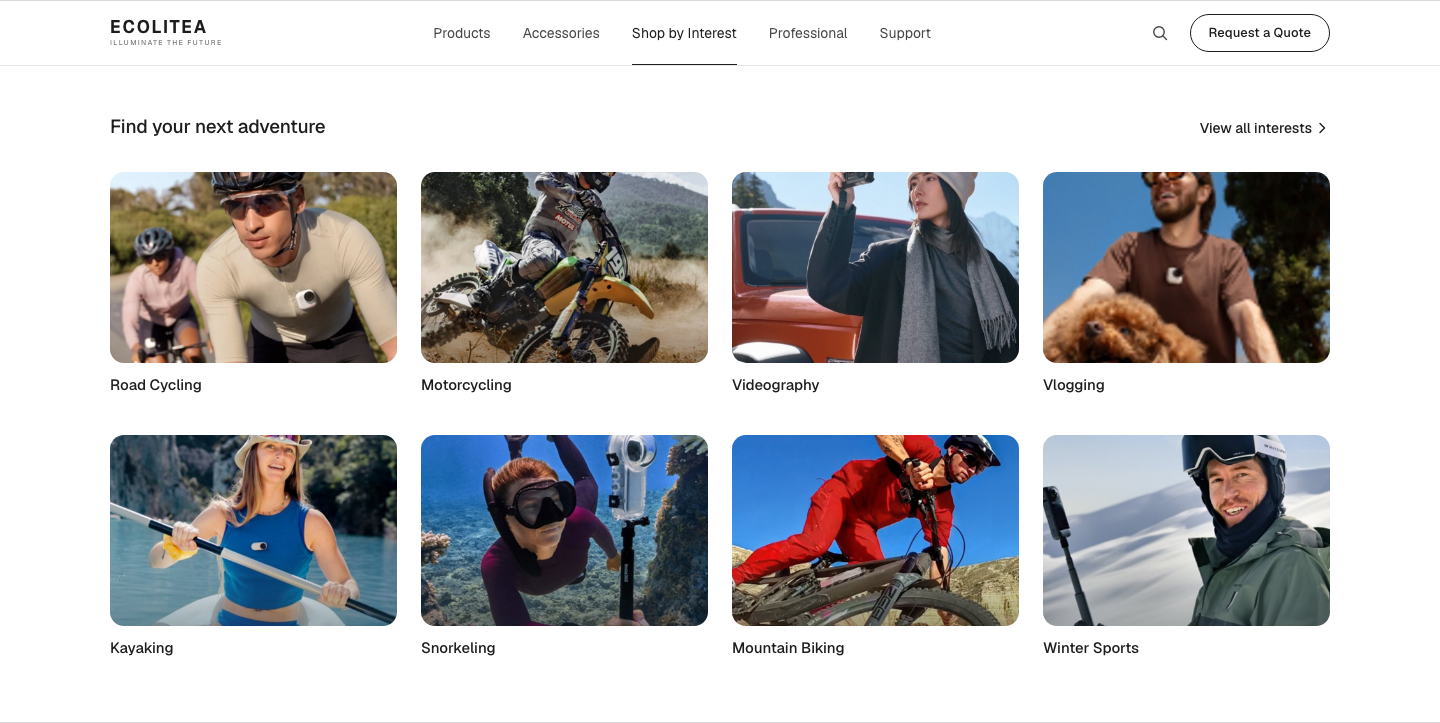 ECOLITEA
ILLUMINATE THE FUTURE
Products
Accessories
Shop by Interest
Professional
Support
Request a Quote
Find your next adventure
View all interests
MOTUL
Road Cycling
Motorcycling
Videography
Vlogging
Kayaking
Snorkeling
Mountain Biking
Winter Sports